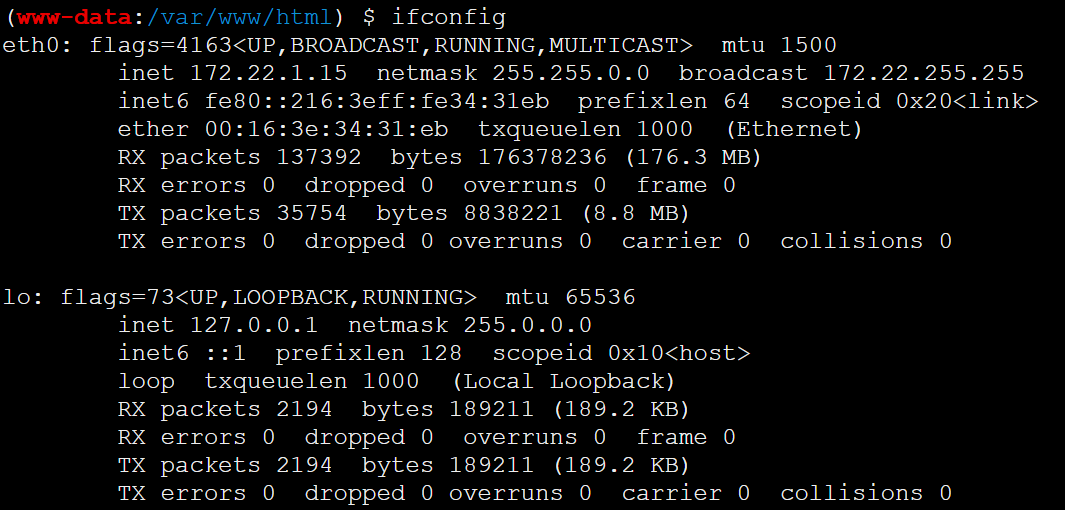 (www-data:/var/www/html) $ ifconfig
eth0: flags=4163<UP,BROADCAST,RUNNING,MULTICAST>  mtu 1500
        inet 172.22.1.15  netmask 255.255.0.0  broadcast 172.22.255.255
        inet6 fe80::216:3eff:fe34:31eb  prefixlen 64  scopeid 0x20<link>
        ether 00:16:3e:34:31:eb  txqueuelen 1000  (Ethernet)
        RX packets 137392  bytes 176378236 (176.3 MB)
        RX errors 0  dropped 0  overruns 0  frame 0
        TX packets 35754  bytes 8838221 (8.8 MB)
        TX errors 0  dropped 0 overruns 0  carrier 0  collisions 0

lo: flags=73<UP,LOOPBACK,RUNNING>  mtu 65536
        inet 127.0.0.1  netmask 255.0.0.0
        inet6 ::1  prefixlen 128  scopeid 0x10<host>
        loop  txqueuelen 1000  (Local Loopback)
        RX packets 2194  bytes 189211 (189.2 KB)
        RX errors 0  dropped 0  overruns 0  frame 0
        TX packets 2194  bytes 189211 (189.2 KB)
        TX errors 0  dropped 0 overruns 0  carrier 0  collisions 0